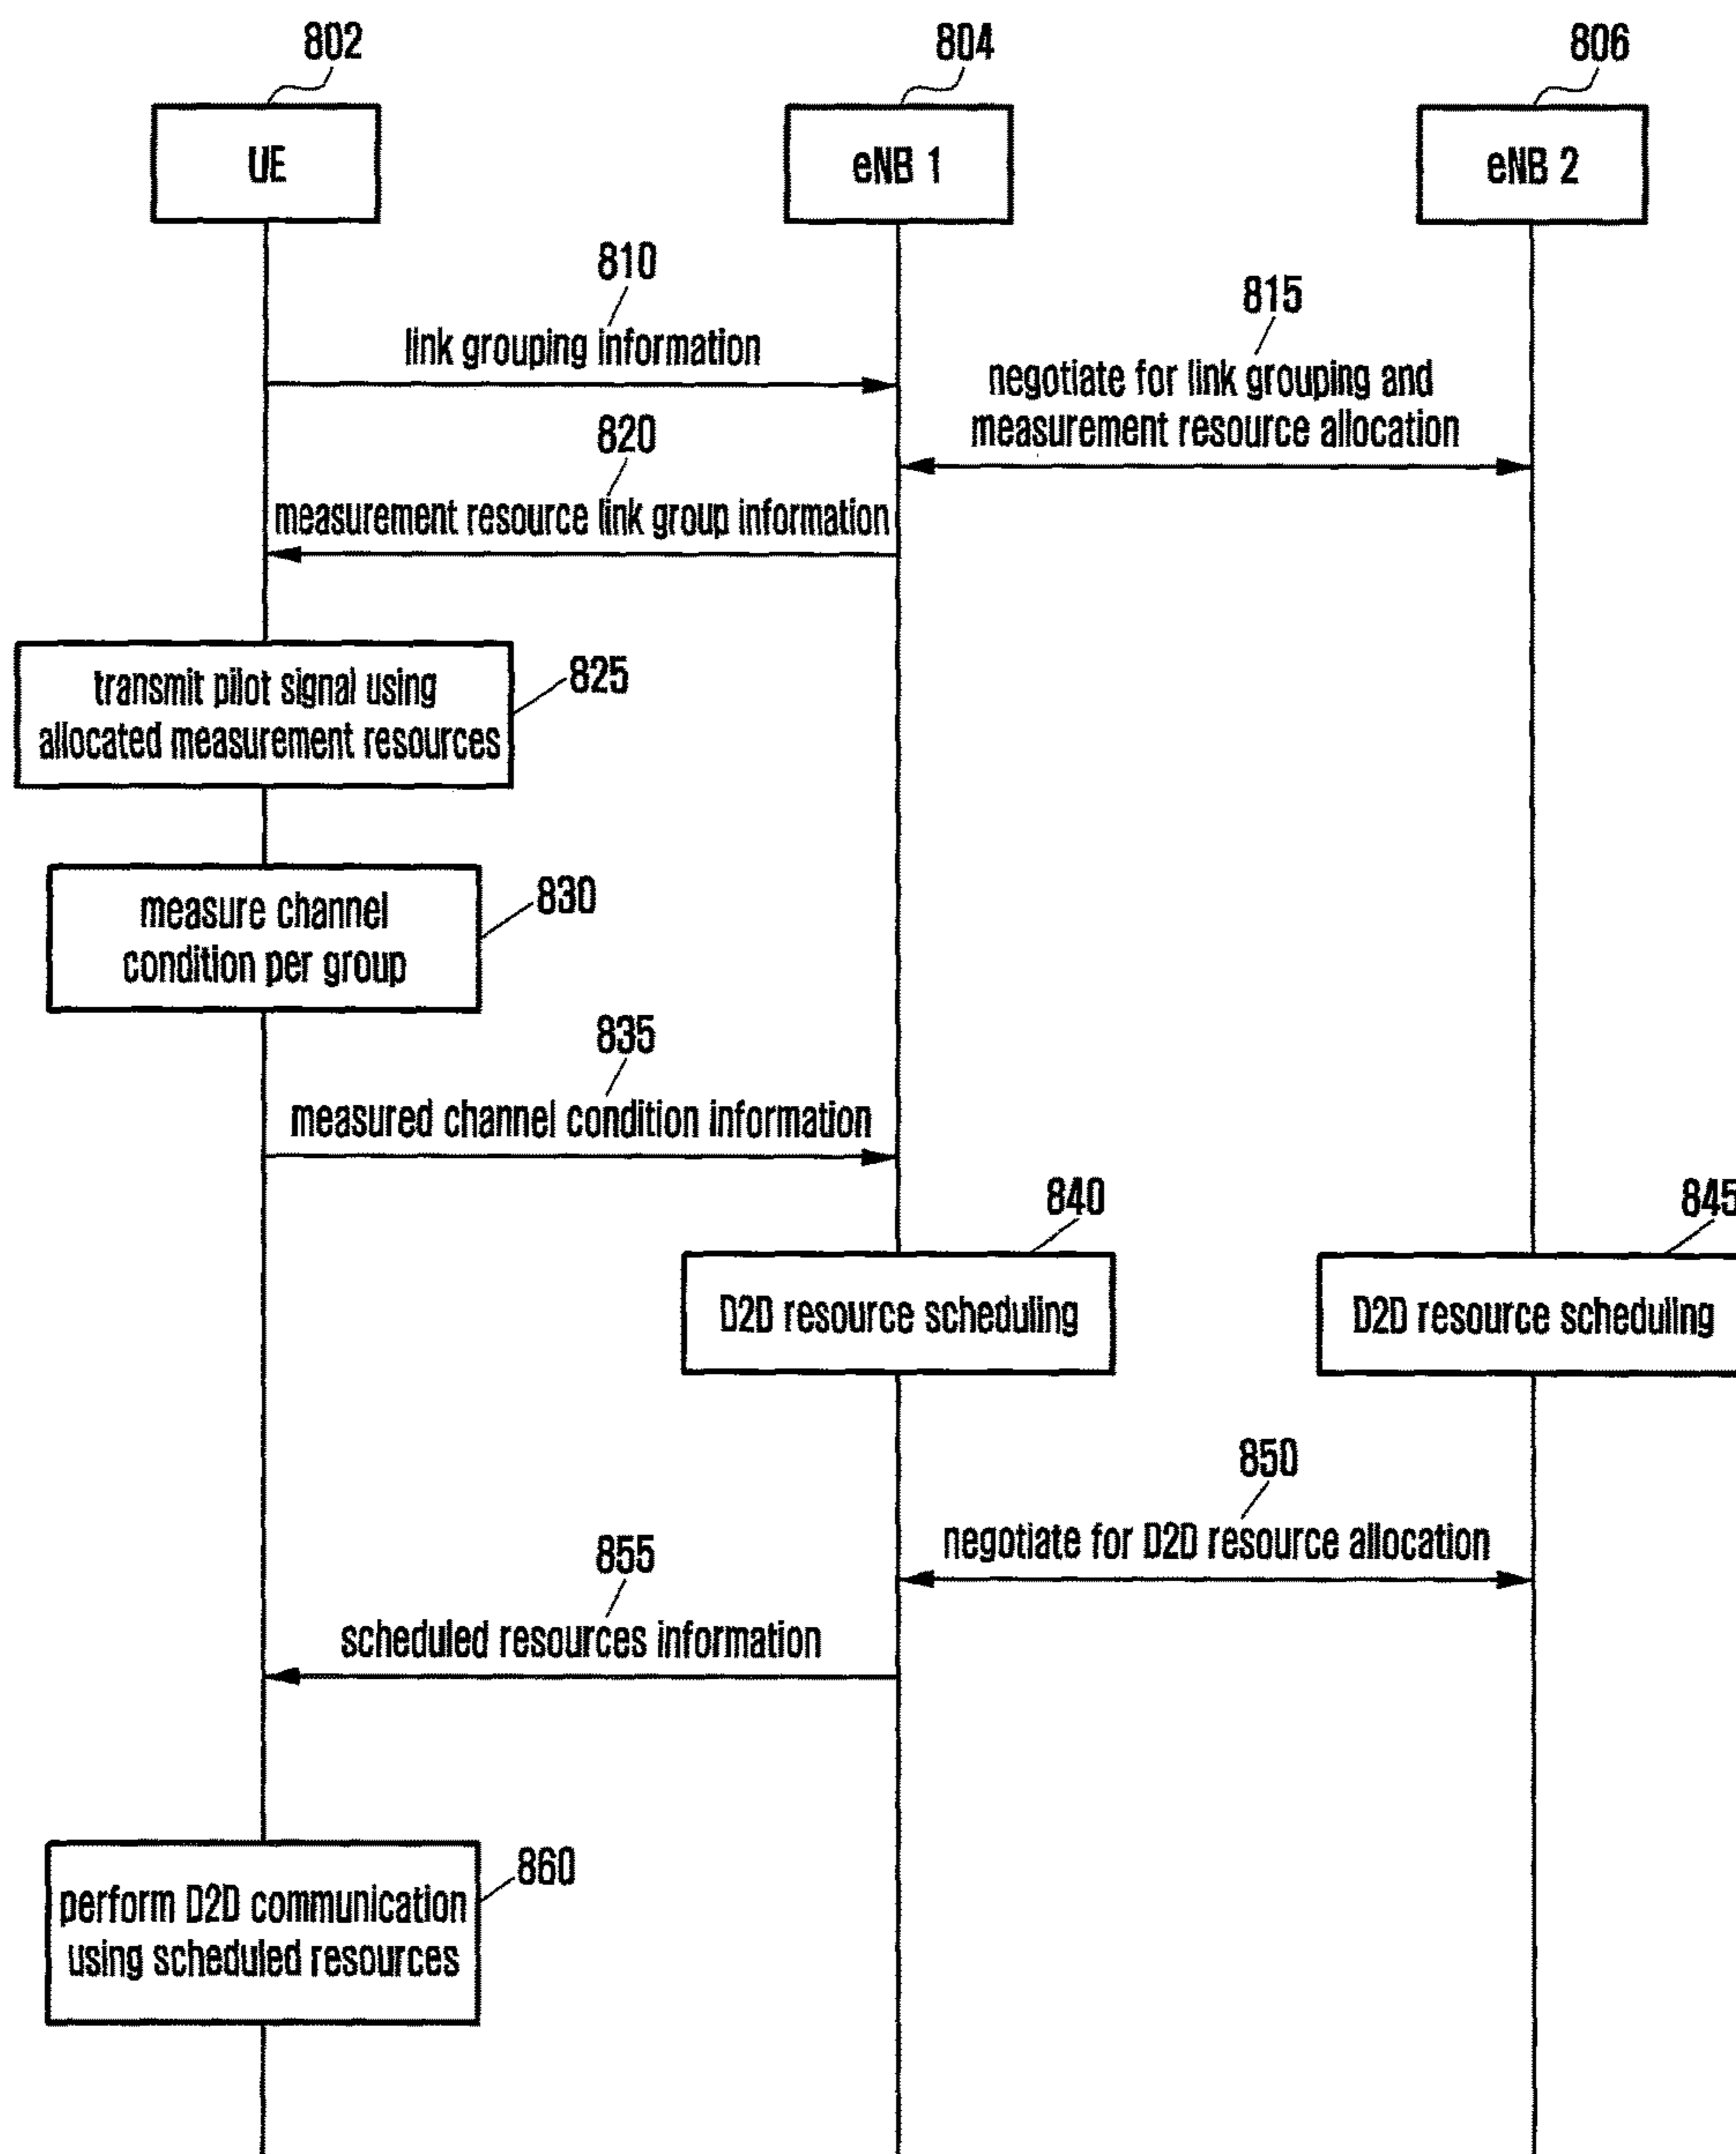 802
804
806
UE
eNB 1
eNB 2
810
link grouping information
815
negotiate for link grouping and
measurement resource allocation
820
measurement resource link group information
transmit pilot signal using
allocated measurement resources
825
measure channel
condition per group
830
835
measured channel condition information
840
845
D2D resource scheduling
D2D resource scheduling
850
negotiate for D2D resource allocation
855
scheduled resources information
perform D2D communication
using scheduled resources
860